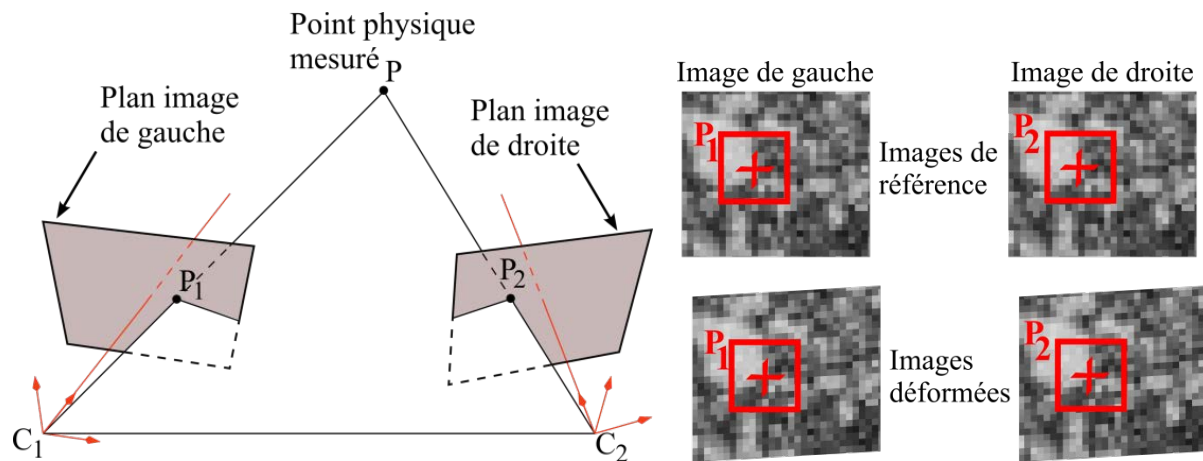 Point physique
mesuré
P
Plan image
de gauche
Plan image
de droite
P1
P2
C1
C2
Image de gauche
Image de droite
P1
P2
Images de
référence
P1
P2
Images
déformées